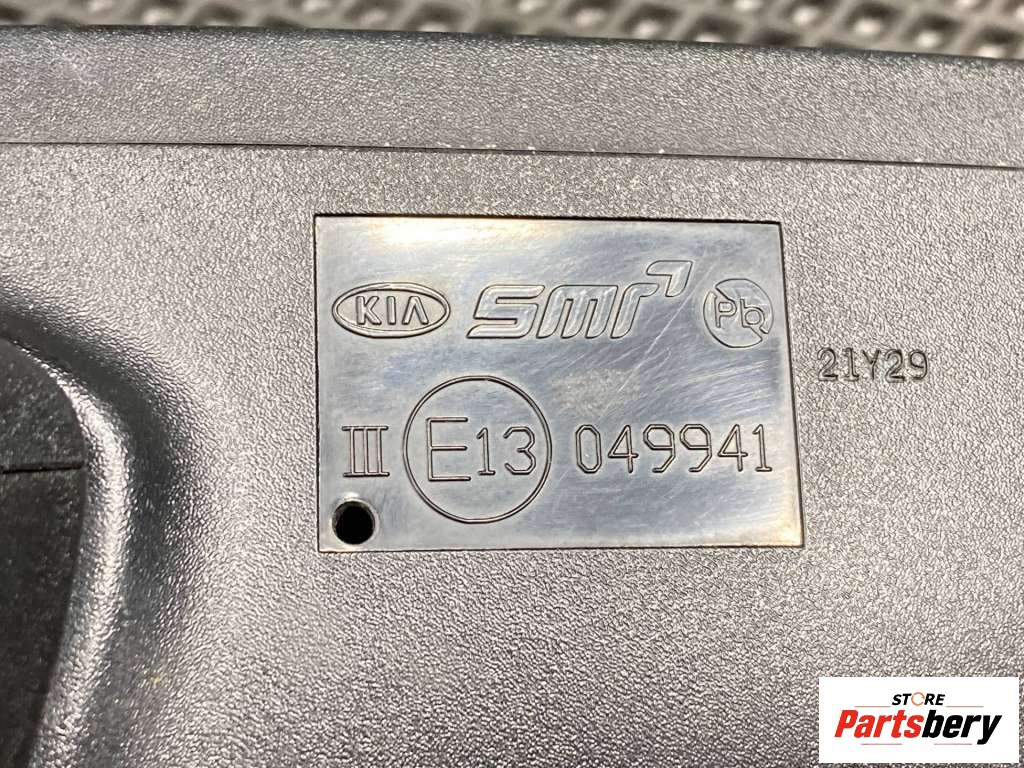 KIA SMR Pb
21Y29
III E13 049941
STORE
Partsbery